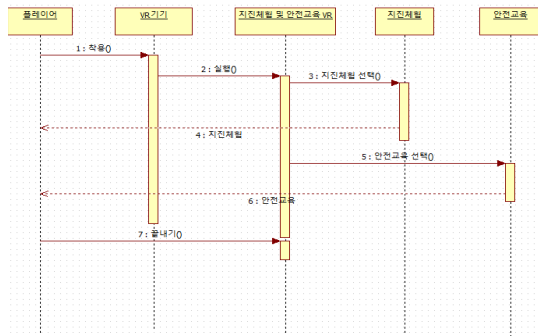 플레이어
VR기기
지진체험 및 안전교육 VR
지진체험
안전교육
1 : 착용()
2 : 실행()
3 : 지진체험 선택()
4 : 지진체험
5 : 안전교육 선택()
6 : 안전교육
7 : 끝내기()